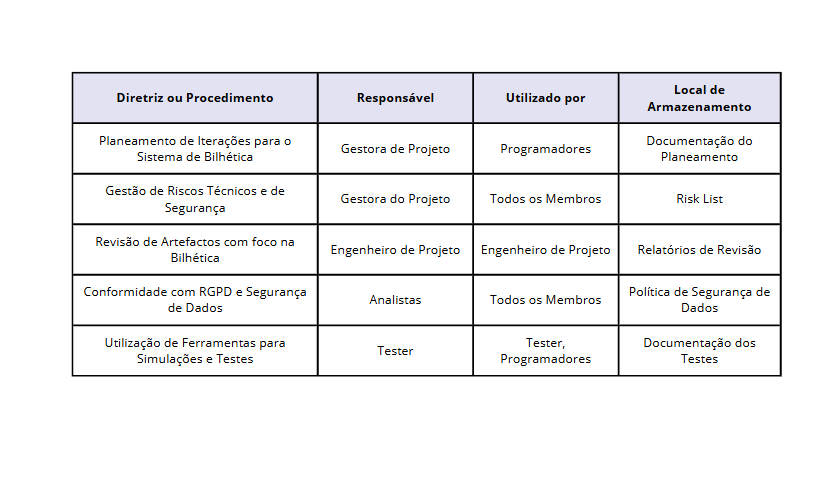 Diretriz ou Procedimento
Responsável
Utilizado por
Local de
Armazenamento
Planeamento de Iterações para o
Sistema de Bilhética
Gestora de Projeto
Programadores
Documentação do
Planeamento
Gestão de Riscos Técnicos e de
Segurança
Gestora do Projeto
Todos os Membros
Risk List
Revisão de Artefactos com foco na
Bilhética
Engenheiro de Projeto
Engenheiro de Projeto
Relatórios de Revisão
Conformidade com RGPD e Segurança
de Dados
Analistas
Todos os Membros
Política de Segurança de
Dados
Utilização de Ferramentas para
Simulações e Testes
Tester
Tester,
Programadores
Documentação dos
Testes